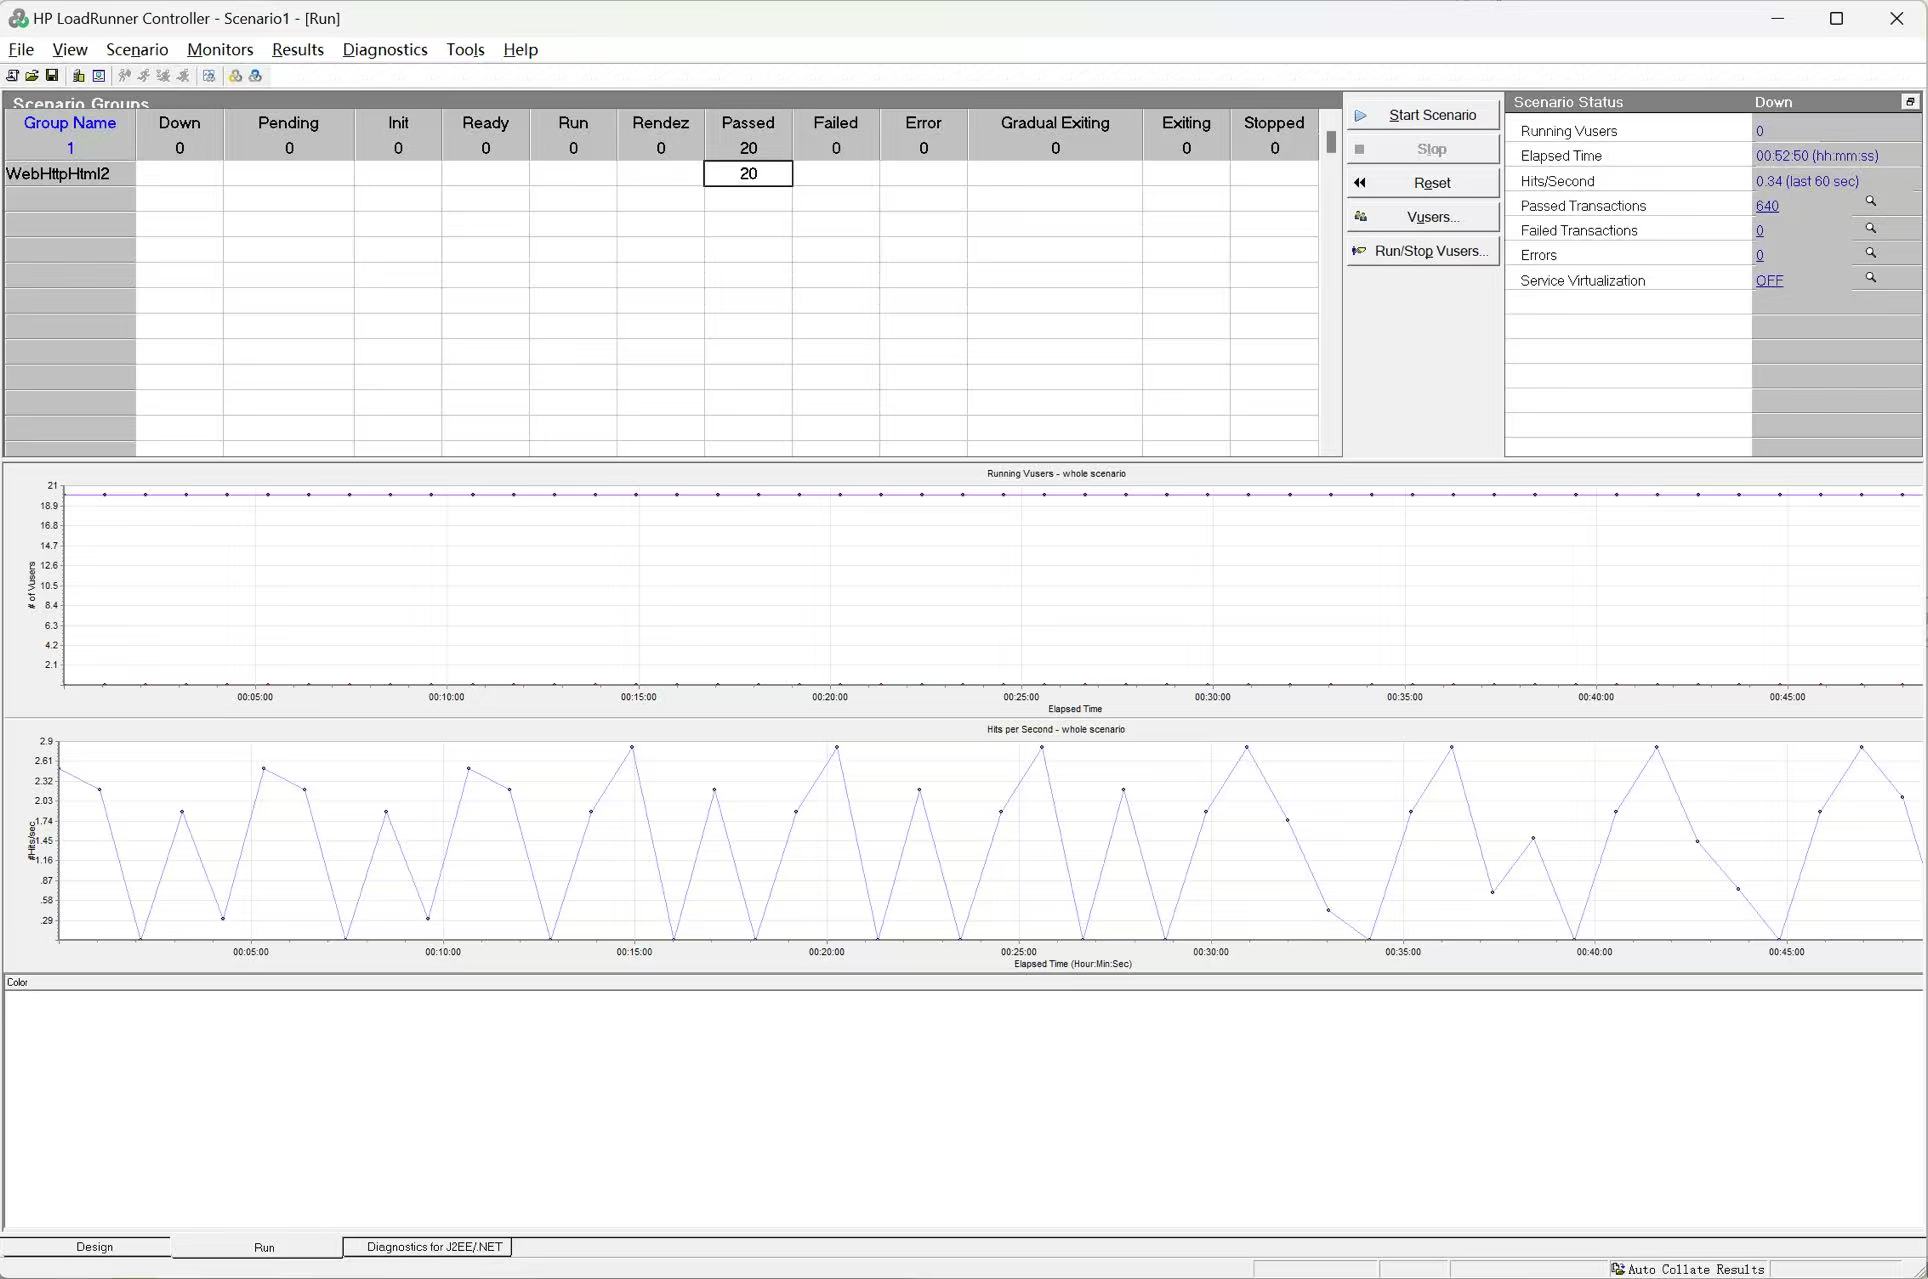 HP LoadRunner Controller - Scenario1 - [Run]
File View Scenario Monitors Results Diagnostics Tools Help
Scenario Groups
Group Name Down Pending Init Ready Run Rendez Passed Failed Error Gradual Exiting Exiting Stopped
1 0 0 0 0 0 0 20 0 0 0 0 0
WebHttpHtml2 20
Start Scenario
Stop
Reset
Vusers...
Run/Stop Vusers...
Scenario Status Down
Running Vusers 0
Elapsed Time 00:52:50 (hh:mm:ss)
Hits/Second 0.34 (last 60 sec)
Passed Transactions 640
Failed Transactions 0
Errors 0
Service Virtualization OFF
Running Vusers - whole scenario
# of Vusers
21
18.9
16.8
14.7
12.6
10.5
8.4
6.3
4.2
2.1
00:05:00 00:10:00 00:15:00 00:20:00 00:25:00 00:30:00 00:35:00 00:40:00 00:45:00
Elapsed Time
Hits per Second - whole scenario
#Hits/sec
2.9
2.61
2.32
2.03
1.74
1.45
1.16
.87
.58
.29
00:05:00 00:10:00 00:15:00 00:20:00 00:25:00 00:30:00 00:35:00 00:40:00 00:45:00
Elapsed Time (Hour:Min:Sec)
Color
Design Run Diagnostics for J2EE/.NET
Auto Collate Results